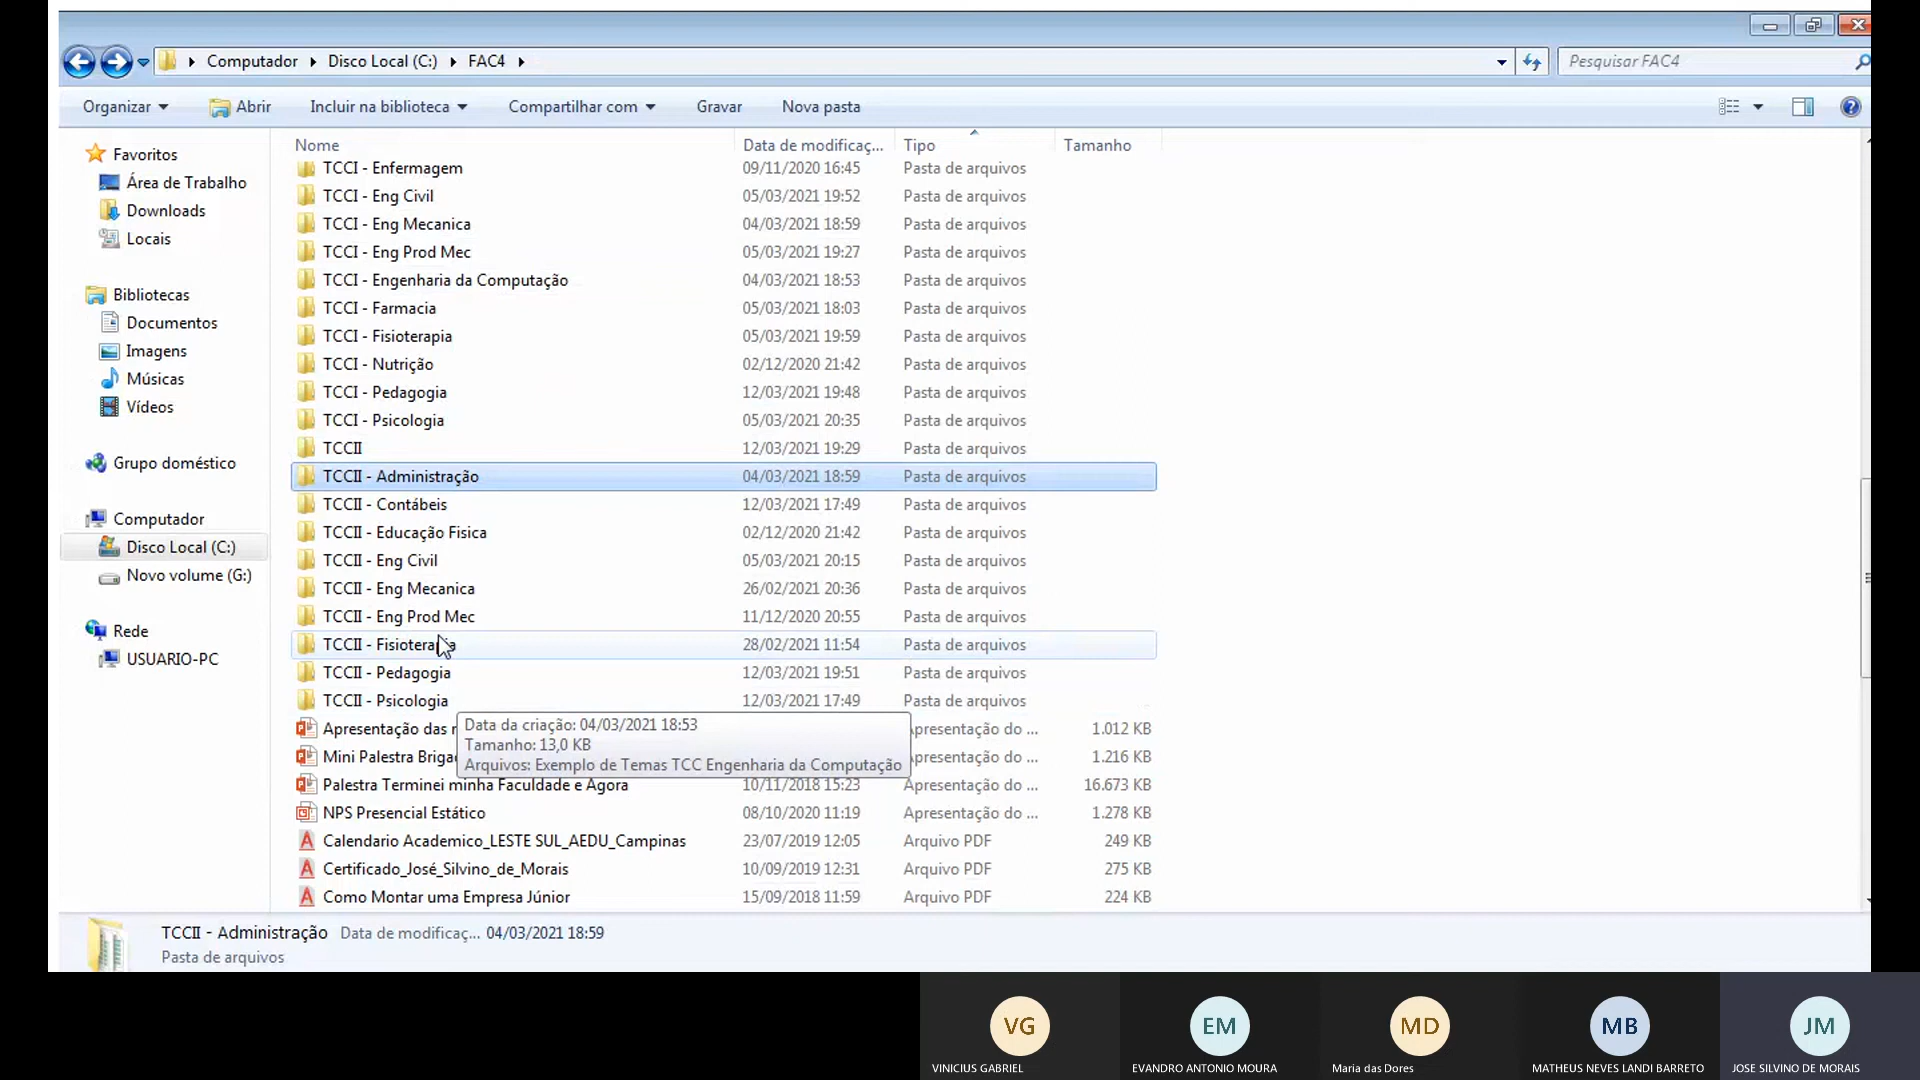 Computador Disco Local (C:) FAC4
Pesquisar FAC4
Organizar Abrir Incluir na biblioteca Compartilhar com Gravar Nova pasta
Favoritos
Área de Trabalho
Downloads
Locais
Bibliotecas
Documentos
Imagens
Músicas
Vídeos
Grupo doméstico
Computador
Disco Local (C:)
Novo volume (G:)
Rede
USUARIO-PC
Nome Data de modificaç... Tipo Tamanho
TCCI - Enfermagem 09/11/2020 16:45 Pasta de arquivos
TCCI - Eng Civil 05/03/2021 19:52 Pasta de arquivos
TCCI - Eng Mecanica 04/03/2021 18:59 Pasta de arquivos
TCCI - Eng Prod Mec 05/03/2021 19:27 Pasta de arquivos
TCCI - Engenharia da Computação 04/03/2021 18:53 Pasta de arquivos
TCCI - Farmacia 05/03/2021 18:03 Pasta de arquivos
TCCI - Fisioterapia 05/03/2021 19:59 Pasta de arquivos
TCCI - Nutrição 02/12/2020 21:42 Pasta de arquivos
TCCI - Pedagogia 12/03/2021 19:48 Pasta de arquivos
TCCI - Psicologia 05/03/2021 20:35 Pasta de arquivos
TCCII 12/03/2021 19:29 Pasta de arquivos
TCCII - Administração 04/03/2021 18:59 Pasta de arquivos
TCCII - Contábeis 12/03/2021 17:49 Pasta de arquivos
TCCII - Educação Fisica 02/12/2020 21:42 Pasta de arquivos
TCCII - Eng Civil 05/03/2021 20:15 Pasta de arquivos
TCCII - Eng Mecanica 26/02/2021 20:36 Pasta de arquivos
TCCII - Eng Prod Mec 11/12/2020 20:55 Pasta de arquivos
TCCII - Fisioterapia 28/02/2021 11:54 Pasta de arquivos
TCCII - Pedagogia 12/03/2021 19:51 Pasta de arquivos
TCCII - Psicologia 12/03/2021 17:49 Pasta de arquivos
Apresentação das Apresentação do ... 1.012 KB
Mini Palestra Apresentação do ... 1.216 KB
Data da criação: 04/03/2021 18:53
Tamanho: 13,0 KB
Arquivos: Exemplo de Temas TCC Engenharia da Computação
Palestra Terminei minha Faculdade e Agora 10/11/2018 15:23 Apresentação do ... 16.673 KB
NPS Presencial Estático 08/10/2020 11:19 Apresentação do ... 1.278 KB
Calendario Academico_LESTE SUL_AEDU_Campinas 23/07/2019 12:05 Arquivo PDF 249 KB
Certificado_José_Silvino_de_Morais 10/09/2019 12:31 Arquivo PDF 275 KB
Como Montar uma Empresa Júnior 15/09/2018 11:59 Arquivo PDF 224 KB
TCCII - Administração Data de modificaç... 04/03/2021 18:59
Pasta de arquivos
VG EM MD MB JM
VINICIUS GABRIEL EVANDRO ANTONIO MOURA Maria das Dores MATHEUS NEVES LANDI BARRETO JOSE SILVINO DE MORAIS